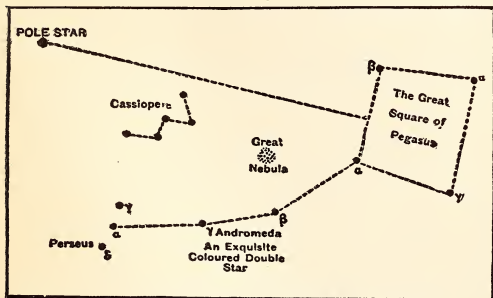 POLE STAR
β
α
The Great
Square of
Pegasus
Cassiopeia
Great
Nebula
α
γ
γ
α
β
γ Andromeda
An Exquisite
Coloured Double
Star
Perseus
δ